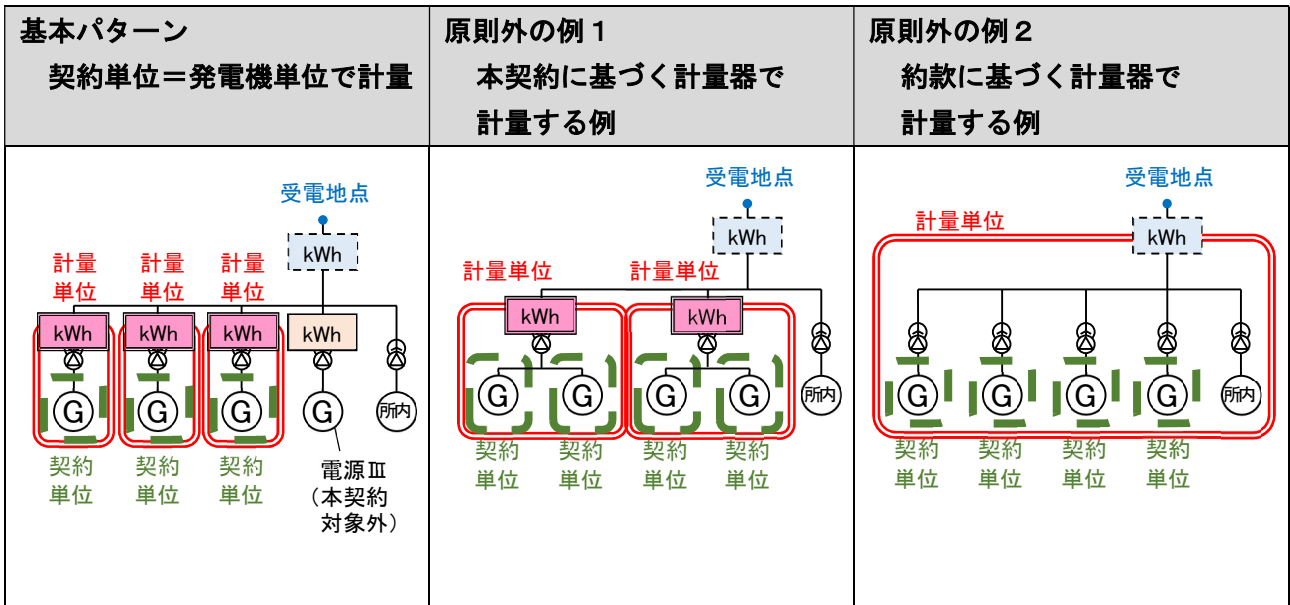 基本パターン
契約単位＝発電機単位で計量
原則外の例１
本契約に基づく計量器で
計量する例
原則外の例２
約款に基づく計量器で
計量する例
受電地点
kWh
計量
単位
計量
単位
計量
単位
kWh
kWh
kWh
kWh
G
G
G
G
所内
契約
単位
契約
単位
契約
単位
電源Ⅲ
（本契約
対象外）
受電地点
kWh
計量単位
計量単位
kWh
kWh
G
G
G
G
所内
契約
単位
契約
単位
契約
単位
契約
単位
受電地点
計量単位
kWh
G
G
G
G
所内
契約
単位
契約
単位
契約
単位
契約
単位